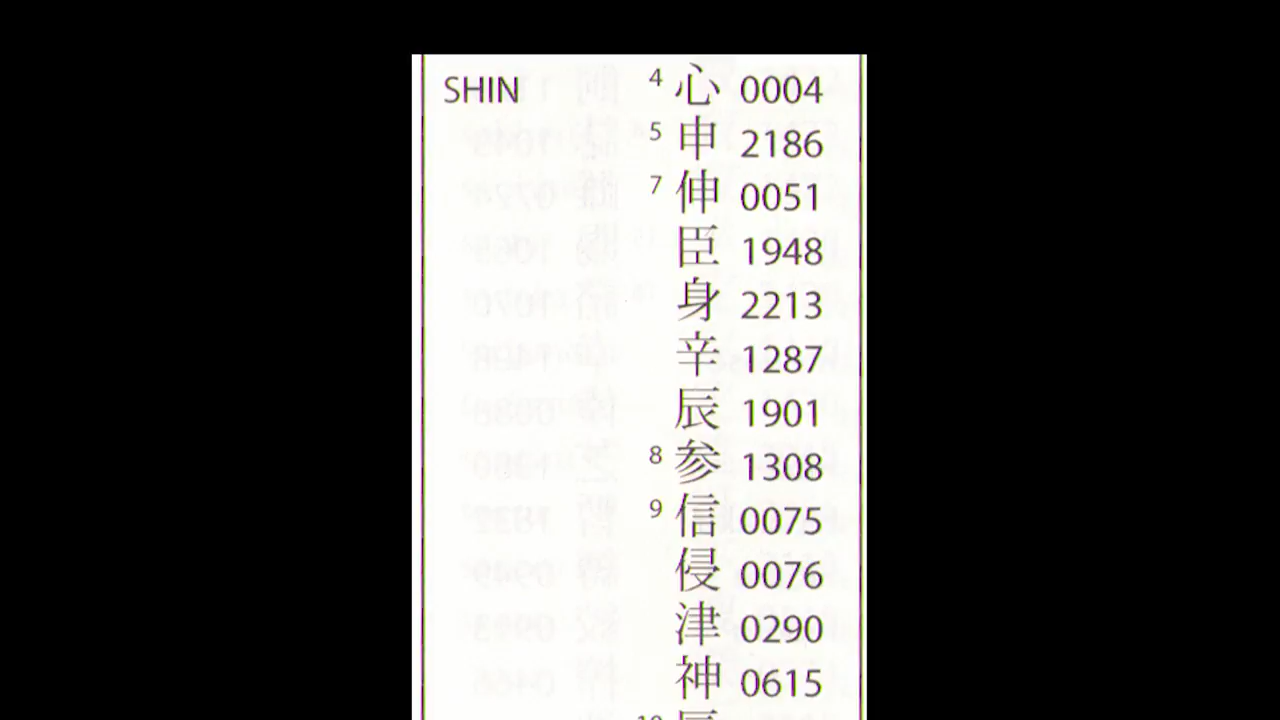 SHIN 4 心 0004
5 申 2186
7 伸 0051
臣 1948
身 2213
辛 1287
辰 1901
8 参 1308
9 信 0075
侵 0076
津 0290
神 0615
10